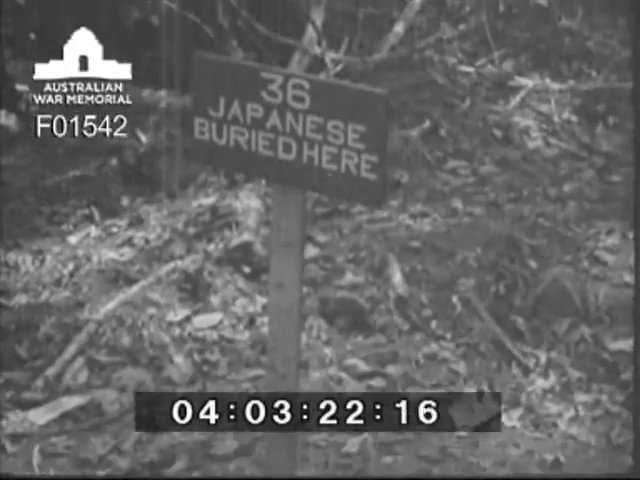 AUSTRALIAN
WAR MEMORIAL
F01542
36
JAPANESE
BURIED HERE
04:03:22:16